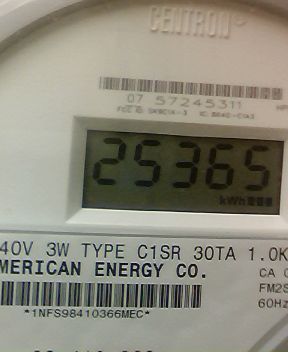 CENTRON
07 57245311
25365
kWh
40V 3W TYPE C1SR 30TA 1.0K
MERICAN ENERGY CO.
CA
FM2S
60Hz
*1NFS98410366MEC*